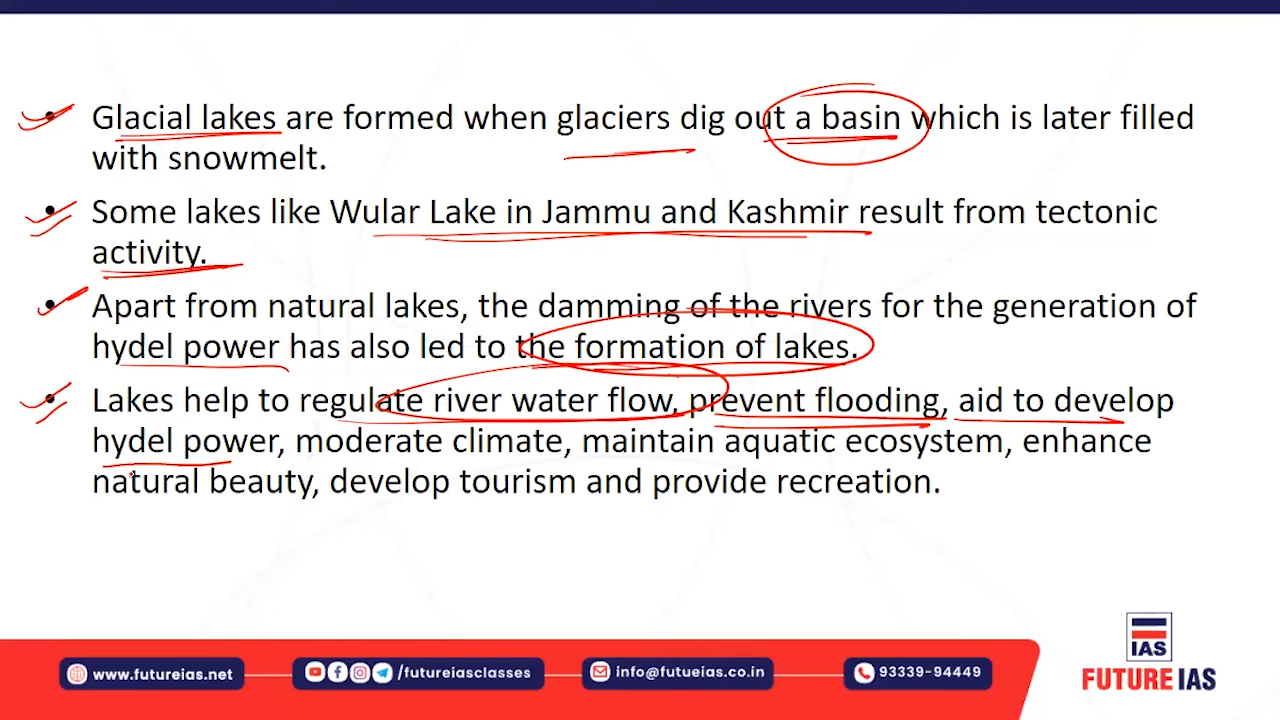 • Glacial lakes are formed when glaciers dig out a basin which is later filled
with snowmelt.
• Some lakes like Wular Lake in Jammu and Kashmir result from tectonic
activity.
• Apart from natural lakes, the damming of the rivers for the generation of
hydel power has also led to the formation of lakes.
• Lakes help to regulate river water flow, prevent flooding, aid to develop
hydel power, moderate climate, maintain aquatic ecosystem, enhance
natural beauty, develop tourism and provide recreation.
IAS
www.futureias.net
/futureiasclasses
info@futueias.co.in
93339-94449
FUTURE IAS